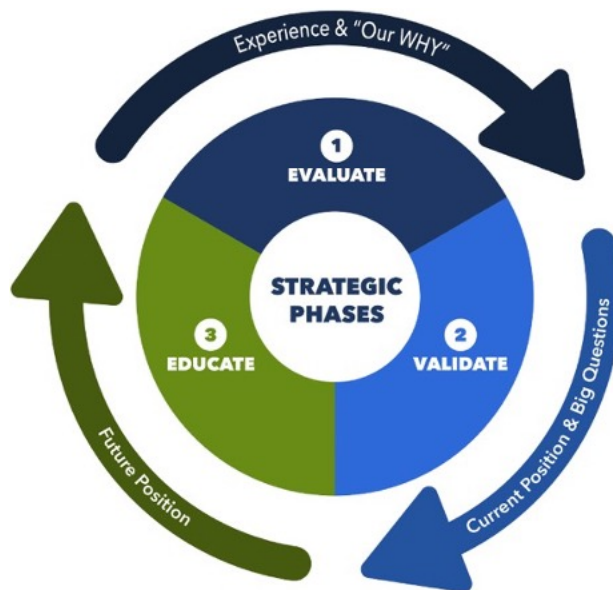 Experience & “Our WHY”
1
EVALUATE
STRATEGIC
PHASES
2
VALIDATE
3
EDUCATE
Current Position & Big Questions
Future Position